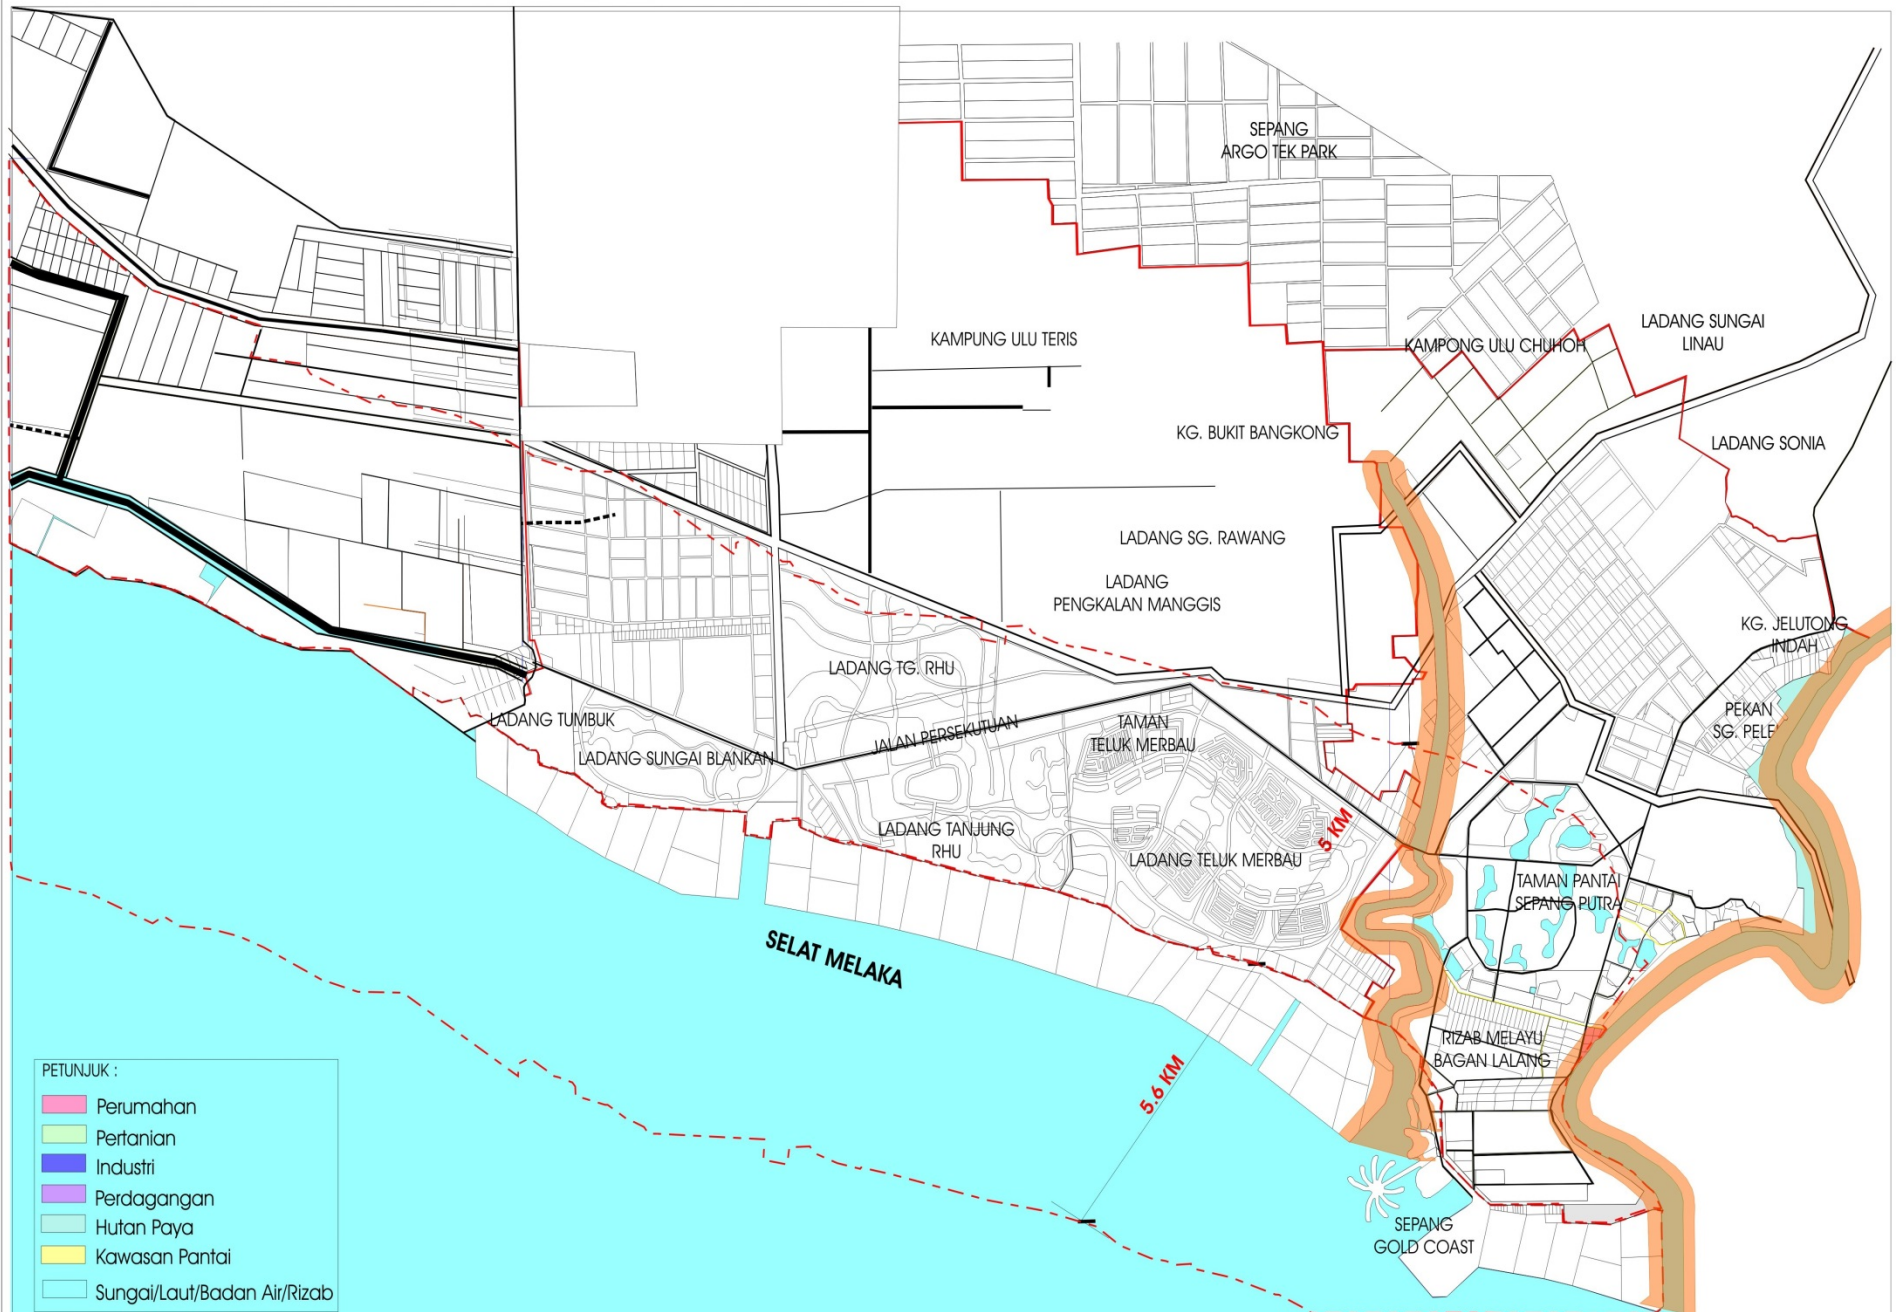 SEPANG
ARGO TEK PARK
KAMPUNG ULU TERIS
KAMPONG ULU CHUHOH
LADANG SUNGAI
LINAU
KG. BUKIT BANGKONG
LADANG SONIA
LADANG SG. RAWANG
LADANG
PENGKALAN MANGGIS
KG. JELUTONG
INDAH
LADANG TG. RHU
LADANG TUMBUK
JALAN PERSEKUTUAN
TAMAN
TELUK MERBAU
PEKAN
SG. PELE
LADANG SUNGAI BLANKAN
LADANG TANJUNG
RHU
5 KM
LADANG TELUK MERBAU
TAMAN PANTAI
SEPANG PUTRA
SELAT MELAKA
RIZAB MELAYU
BAGAN LALANG
5.6 KM
SEPANG
GOLD COAST
PETUNJUK :
Perumahan
Pertanian
Industri
Perdagangan
Hutan Paya
Kawasan Pantai
Sungai/Laut/Badan Air/Rizab